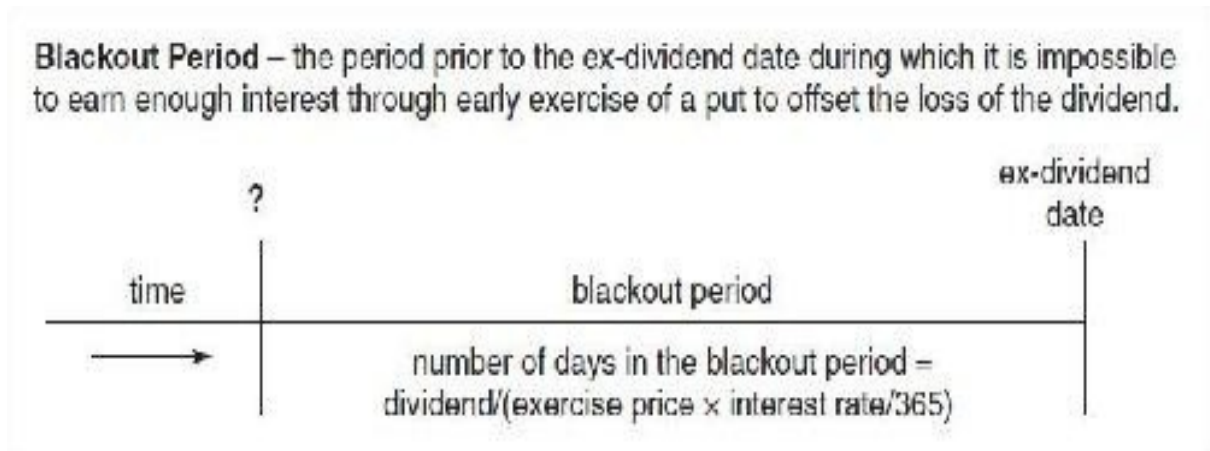 Blackout Period – the period prior to the ex-dividend date during which it is impossible
to earn enough interest through early exercise of a put to offset the loss of the dividend.
ex-dividend
date
?
time
blackout period
number of days in the blackout period =
dividend/(exercise price × interest rate/365)